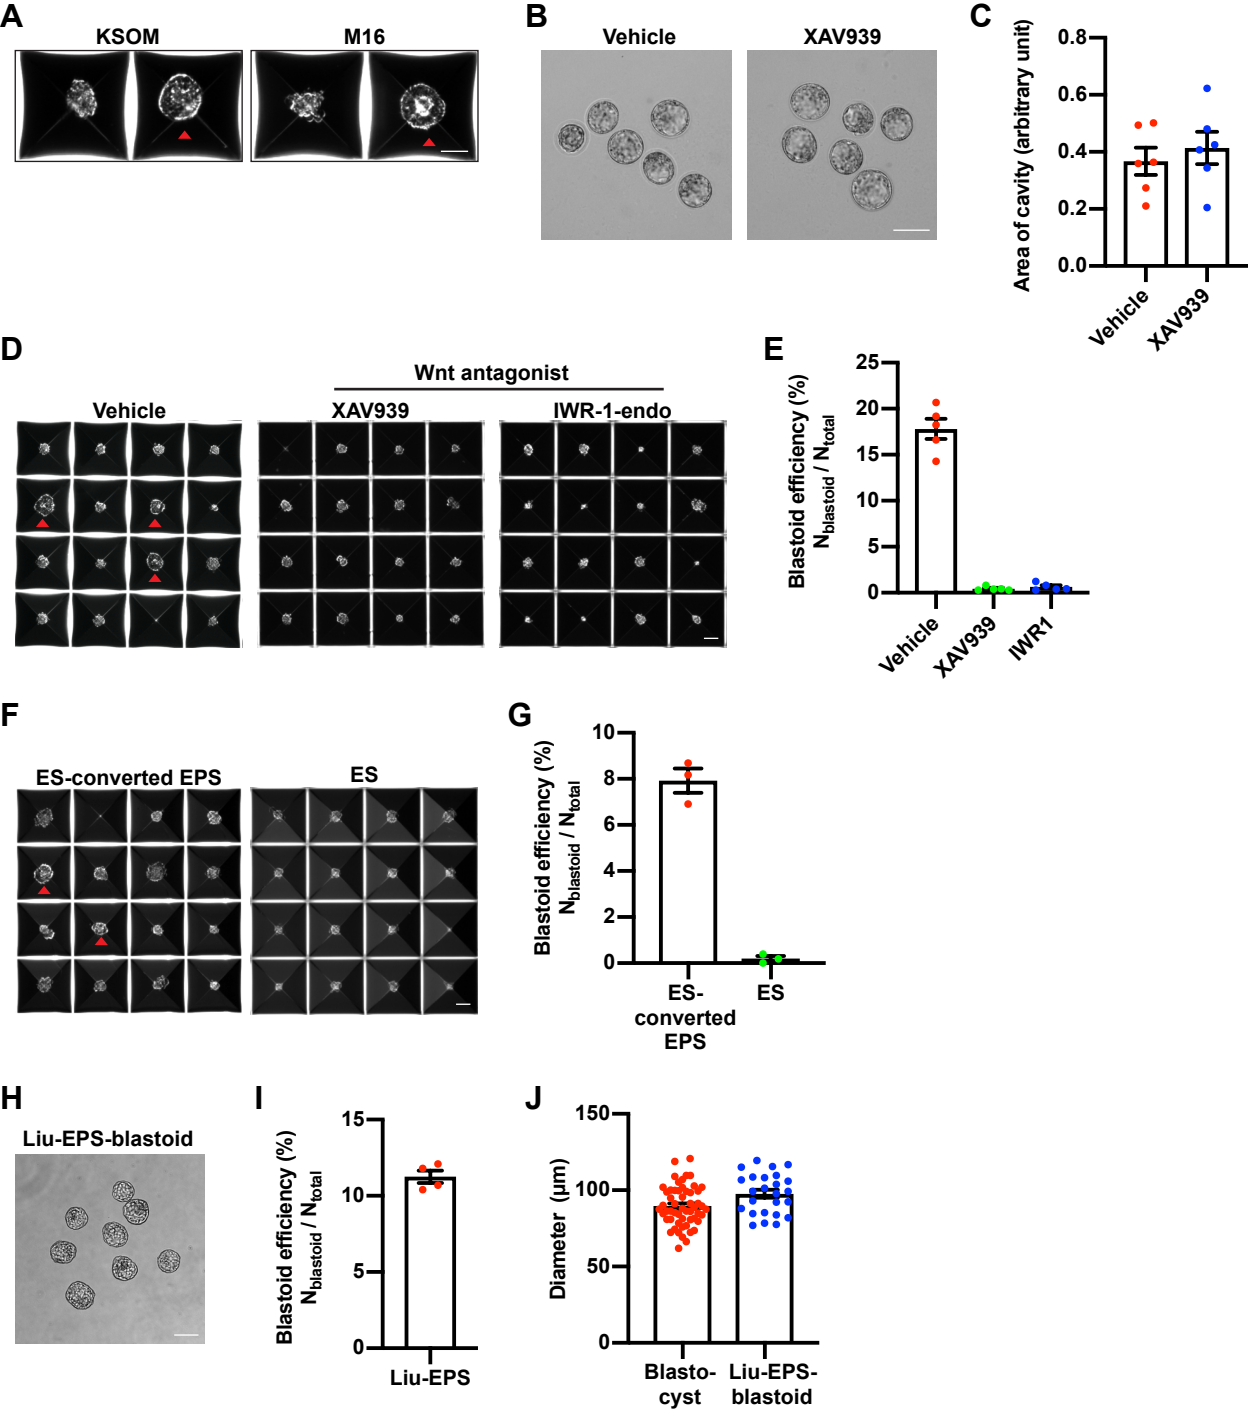 A
KSOM
M16
B
Vehicle
XAV939
C
Area of cavity (arbitrary unit)
0.8
0.6
0.4
0.2
0.0
Vehicle
XAV939
D
Wnt antagonist
Vehicle
XAV939
IWR-1-endo
E
Blastoid efficiency (%)
Nblastoid / Ntotal
25
20
15
10
5
0
Vehicle
XAV939
IWR1
F
ES-converted EPS
ES
G
Blastoid efficiency (%)
Nblastoid / Ntotal
10
8
6
4
2
0
ES-
converted
EPS
ES
H
Liu-EPS-blastoid
I
Blastoid efficiency (%)
Nblastoid / Ntotal
15
10
5
0
Liu-EPS
J
Diameter (μm)
150
100
50
0
Blasto-
cyst
Liu-EPS-
blastoid